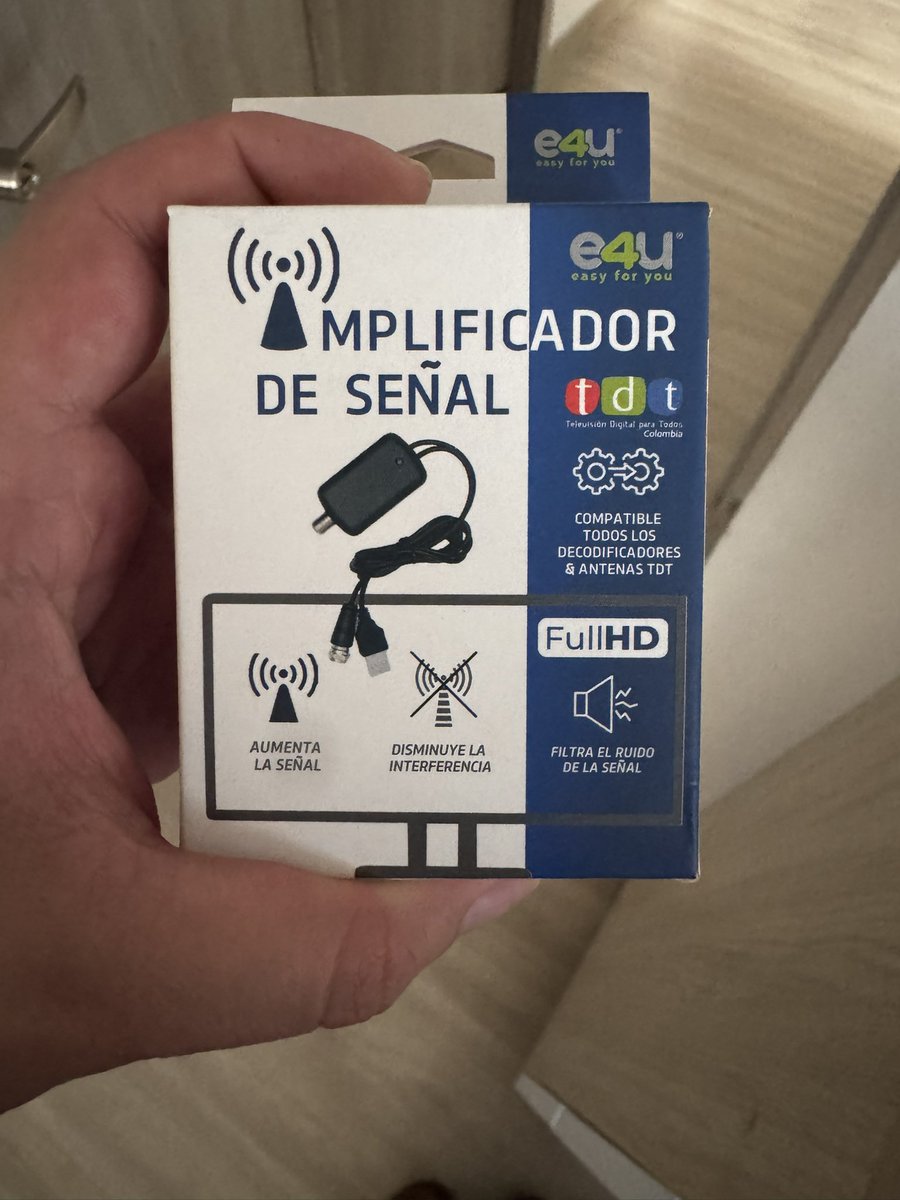 e4u®
easy for you
e4u®
easy for you
AMPLIFICADOR
DE SEÑAL
tdt
Televisión Digital para Todos
Colombia
COMPATIBLE
TODOS LOS
DECODIFICADORES
& ANTENAS TDT
FullHD
AUMENTA
LA SEÑAL
DISMINUYE LA
INTERFERENCIA
FILTRA EL RUIDO
DE LA SEÑAL